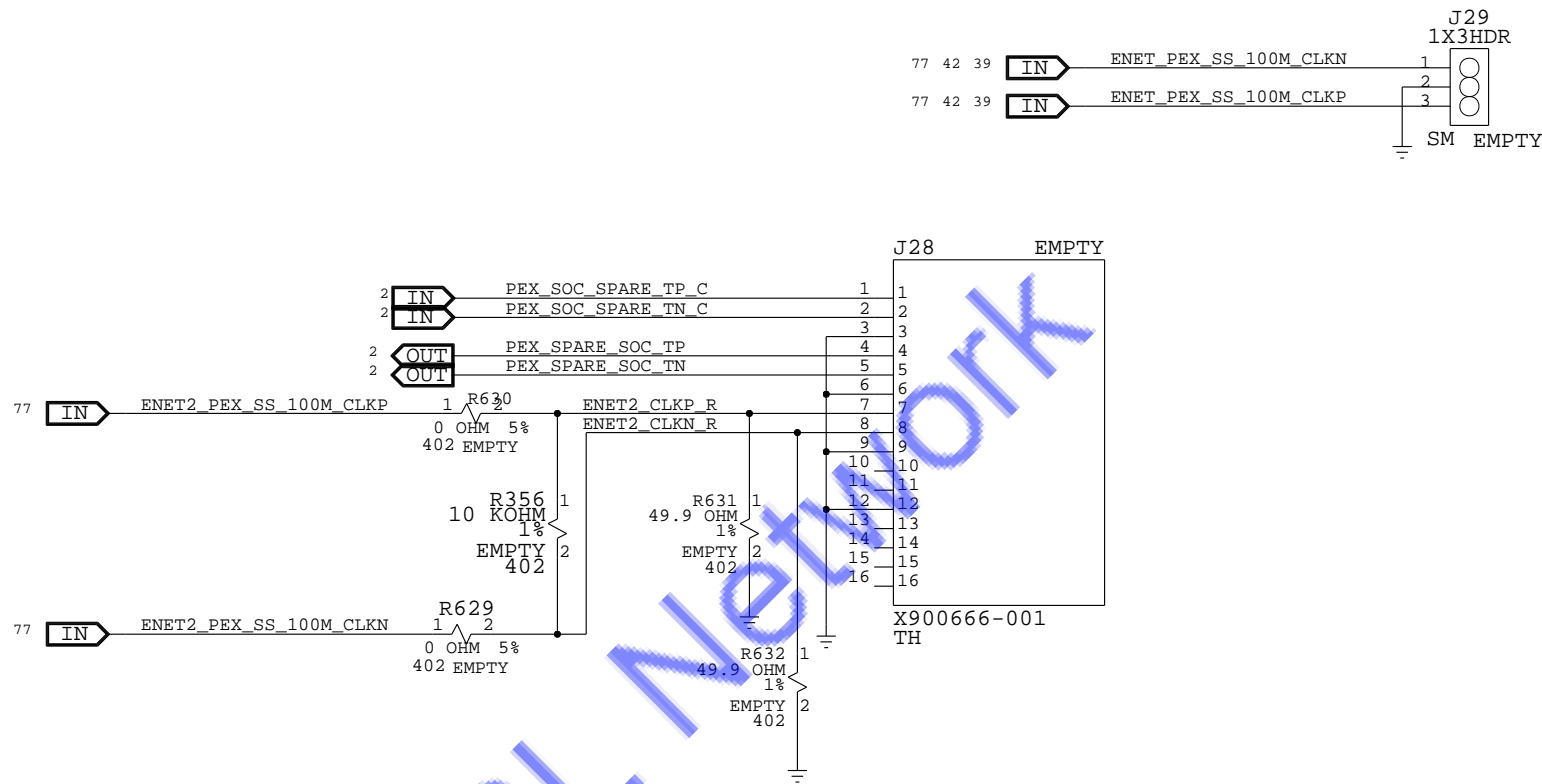 J29
1X3HDR
77 42 39 IN ENET_PEX_SS_100M_CLKN 1
2
77 42 39 IN ENET_PEX_SS_100M_CLKP 3
SM EMPTY
J28 EMPTY
2 IN PEX_SOC_SPARE_TP_C 1 1
2 IN PEX_SOC_SPARE_TN_C 2 2
3 3
2 OUT PEX_SPARE_SOC_TP 4 4
2 OUT PEX_SPARE_SOC_TN 5 5
6 6
77 IN ENET2_PEX_SS_100M_CLKP 1 R630 2 ENET2_CLKP_R 7 7
0 OHM 5%
402 EMPTY
ENET2_CLKN_R 8 8
9 9
10 10
11 11
12 12
13 13
14 14
15 15
16 16
R356 1
10 KOHM
1%
EMPTY 2
402
R631 1
49.9 OHM
1%
EMPTY 2
402
X900666-001
TH
77 IN ENET2_PEX_SS_100M_CLKN 1 R629 2
0 OHM 5%
402 EMPTY
R632 1
49.9 OHM
1%
EMPTY 2
402
Network